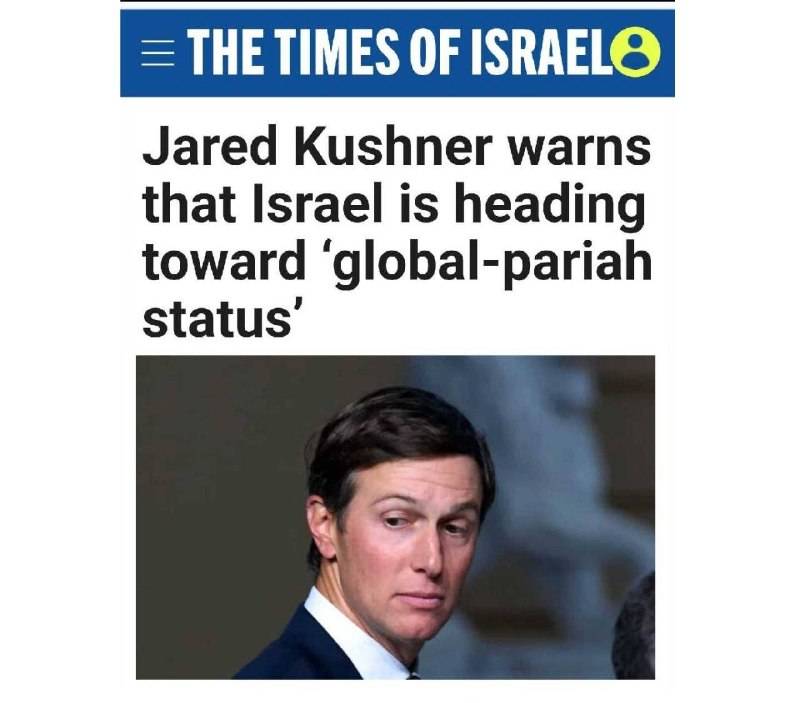 THE TIMES OF ISRAEL
Jared Kushner warns
that Israel is heading
toward ‘global-pariah
status’